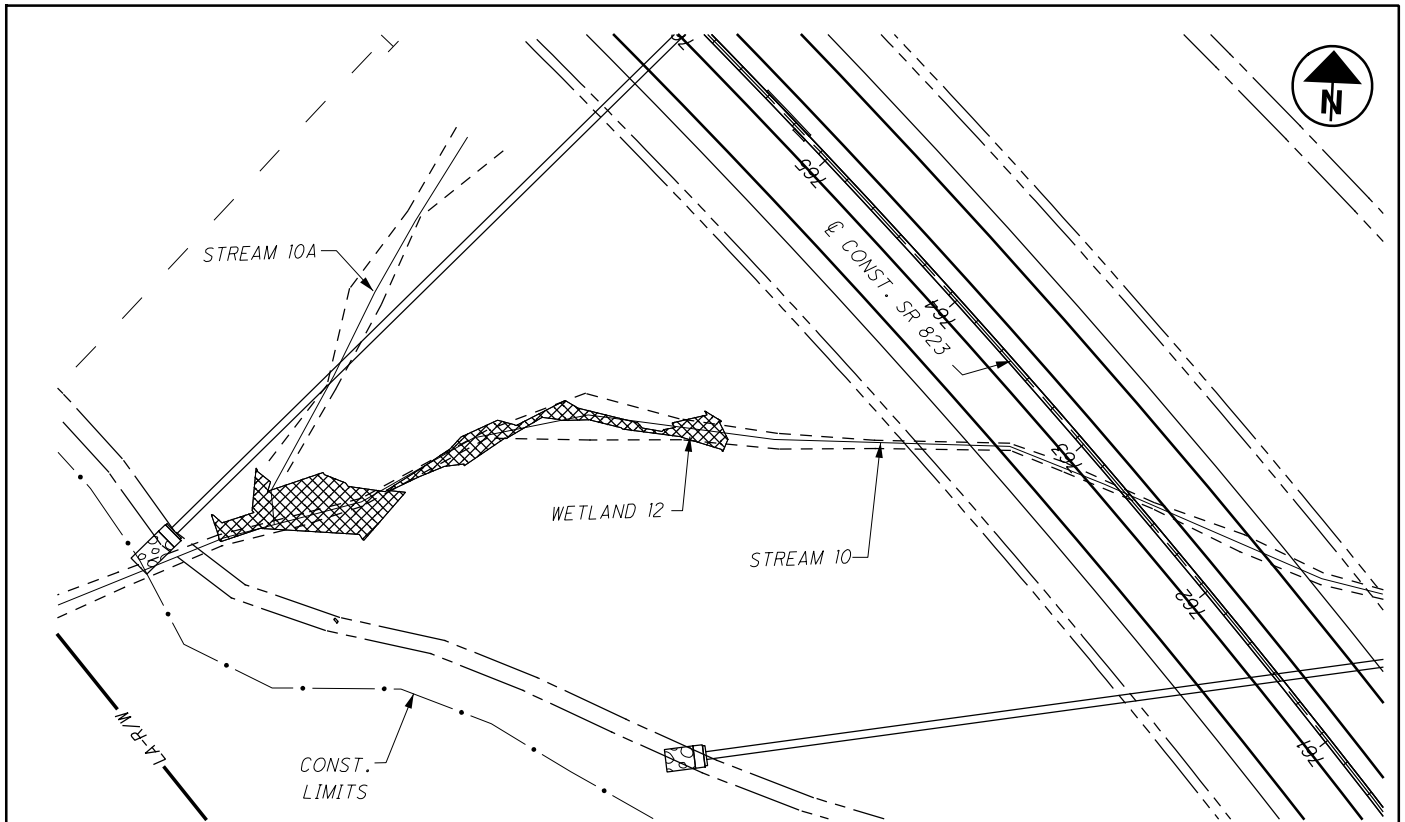 N
765
STREAM 10A
℄ CONST. SR 823
764
763
WETLAND 12
STREAM 10
762
LA-R/W
761
CONST.
LIMITS